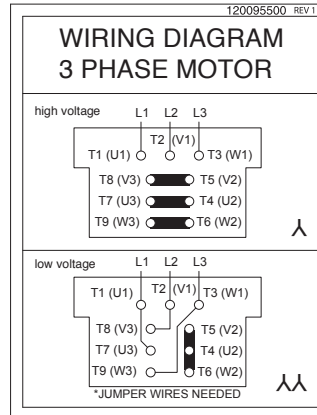 120095500 REV 1
WIRING DIAGRAM
3 PHASE MOTOR
high voltage L1 L2 L3
T2 (V1)
T1 (U1) T3 (W1)
T8 (V3) T5 (V2)
T7 (U3) T4 (U2)
T9 (W3) T6 (W2)
low voltage L1 L2 L3
T1 (U1) T2 (V1) T3 (W1)
T8 (V3) T5 (V2)
T7 (U3) T4 (U2)
T9 (W3) T6 (W2)
*JUMPER WIRES NEEDED